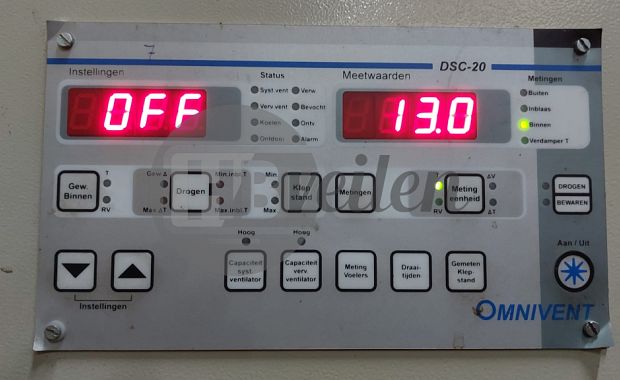 DSC-20
Instellingen
Status
Meetwaarden
Metingen
OFF
13.0
Syst vent
Verw.
Verv.vent
Bevocht
Koelen
Ontv.
Ontdooi
Alarm
Buiten
Inblaas
Binnen
Verdamper T
HB veilen
Gew.
Binnen
T
RV
Gew Δ
Max ΔT
Drogen
Min.inbl.T
Max.inbl.T
Min.
Max.
Klep
stand
Metingen
T
RV
Meting
eenheid
ΔV
ΔT
DROGEN
BEWAREN
Hoog
Hoog
Aan / Uit
Capaciteit
syst
ventilator
Capaciteit
verv
ventilator
Meting
Voelers
Draai-
tijden
Gemeten
Klep-
stand
Instellingen
OMNIVENT